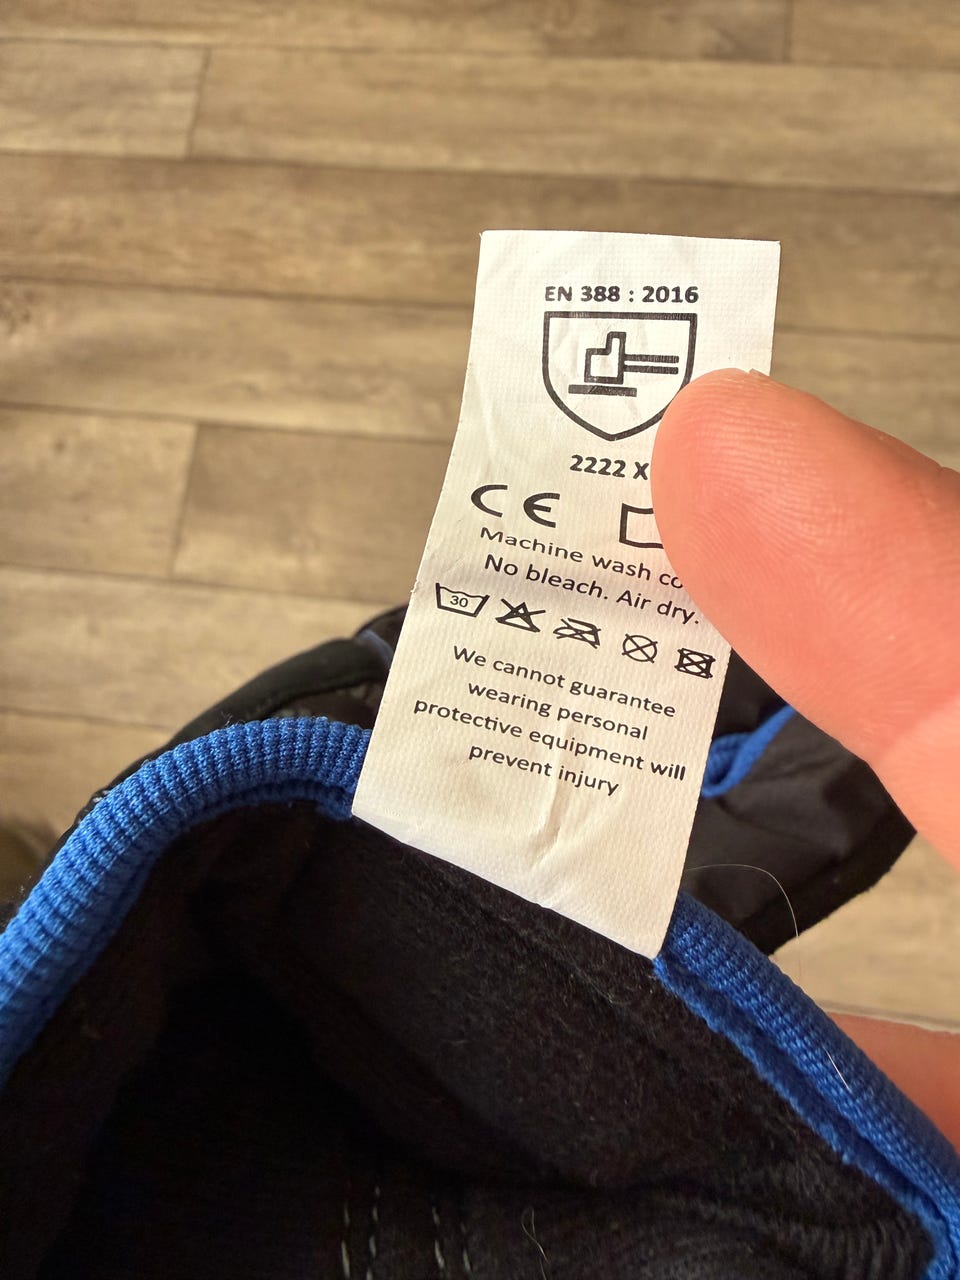 EN 388 : 2016
2222 X
CE
Machine wash
No bleach. Air dry.
30
We cannot guarantee
wearing personal
protective equipment will
prevent injury